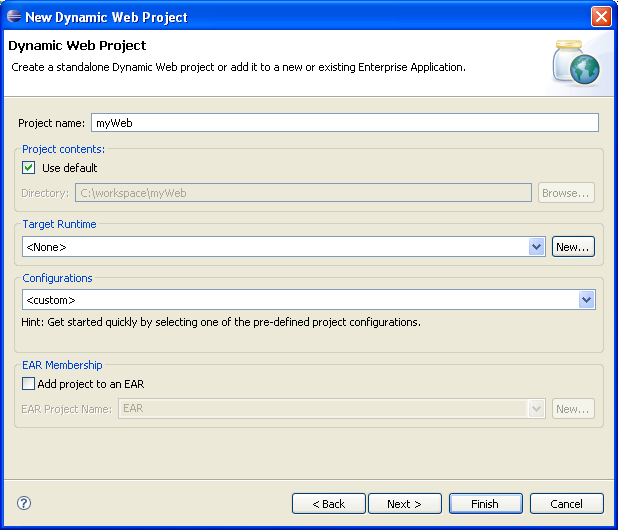 New Dynamic Web Project
Dynamic Web Project
Create a standalone Dynamic Web project or add it to a new or existing Enterprise Application.
Project name: myWeb
Project contents:
Use default
Directory: C:\workspace\myWeb Browse...
Target Runtime
<None> New...
Configurations
<custom>
Hint: Get started quickly by selecting one of the pre-defined project configurations.
EAR Membership
Add project to an EAR
EAR Project Name: EAR New...
? < Back Next > Finish Cancel